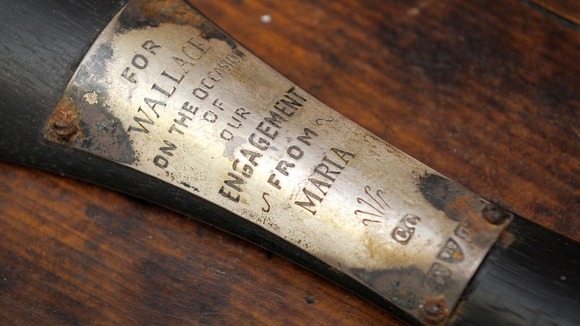 FOR
WALLACE
ON THE OCCASION
OF
OUR
ENGAGEMENT
FROM
MARIA